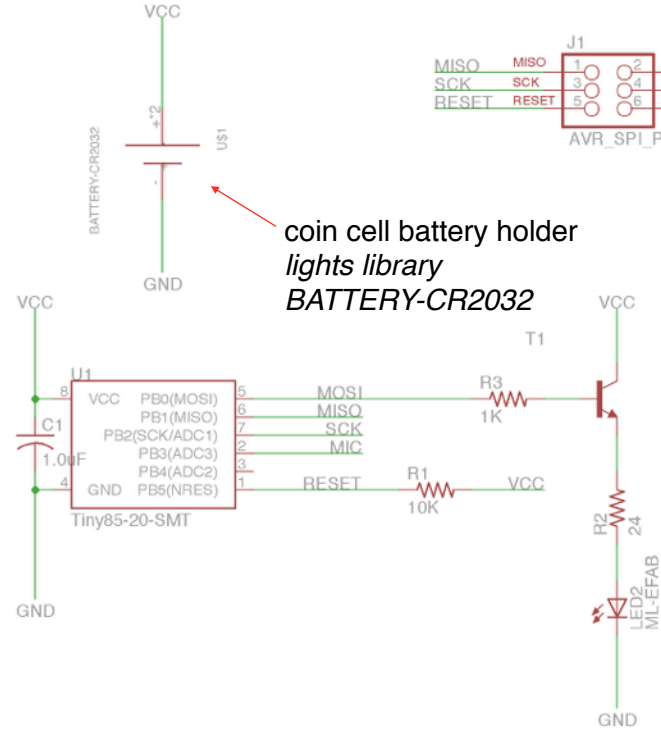 VCC
+*2
U$1
BATTERY-CR2032
-
GND
J1
MISO MISO 1 2
SCK SCK 3 4
RESET RESET 5 6
AVR_SPI_P
coin cell battery holder
lights library
BATTERY-CR2032
VCC
U1
8 VCC PB0(MOSI) 5 MOSI
PB1(MISO) 6 MISO
PB2(SCK/ADC1) 7 SCK
PB3(ADC3) 2 MIC
PB4(ADC2) 3
4 GND PB5(NRES) 1 RESET
Tiny85-20-SMT
C1
1.0uF
GND
R3
1K
R1
10K
VCC
VCC
T1
R2
24
LED2
ML-EFAB
GND